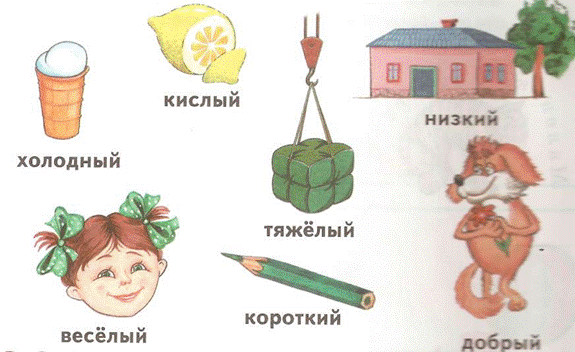 кислый
низкий
холодный
тяжёлый
весёлый
короткий
добрый